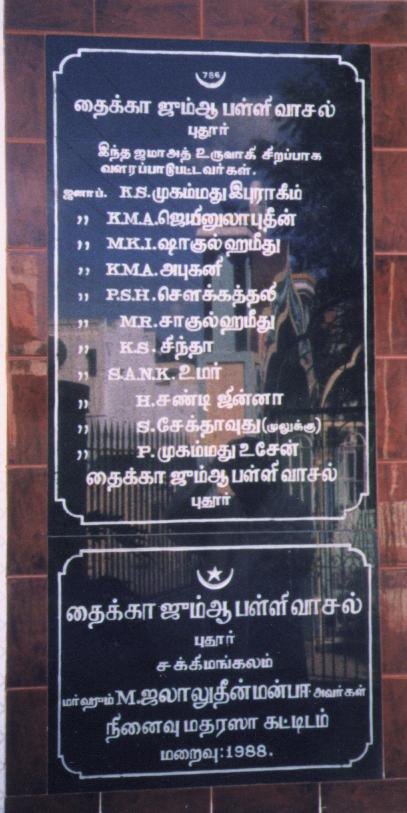 786
தைக்கா ஜும்ஆ பள்ளிவாசல்
புதூர்
இந்த ஜமாஅத் உருவாகி சிறப்பாக
வளரப்பாடுபட்டவர்கள்.
ஜனாப். K.S.முகம்மது இபுராகீம்
,, K.M.A.ஜெயினுலாபுதீன்
,, M.K.I.ஷாகுல்ஹமீது
,, K.M.A.அபுகனி
,, P.S.H.சௌக்கத்தலி
,, M.R.சாகுல்ஹமீது
,, K.S.சிந்தா
,, S.A.N.K.உமர்
,, H.சண்டி ஜின்னா
,, S.சேக்தாவுது(முலுக்கு)
,, P.முகம்மது உசேன்
தைக்கா ஜும்ஆ பள்ளிவாசல்
புதூர்
தைக்கா ஜும்ஆ பள்ளிவாசல்
புதூர்
சக்கிமங்கலம்
மர்ஹும் M.ஜலாலுதீன்மன்பஈ அவர்கள்
நினைவு மதரஸா கட்டிடம்
மறைவு:1988.